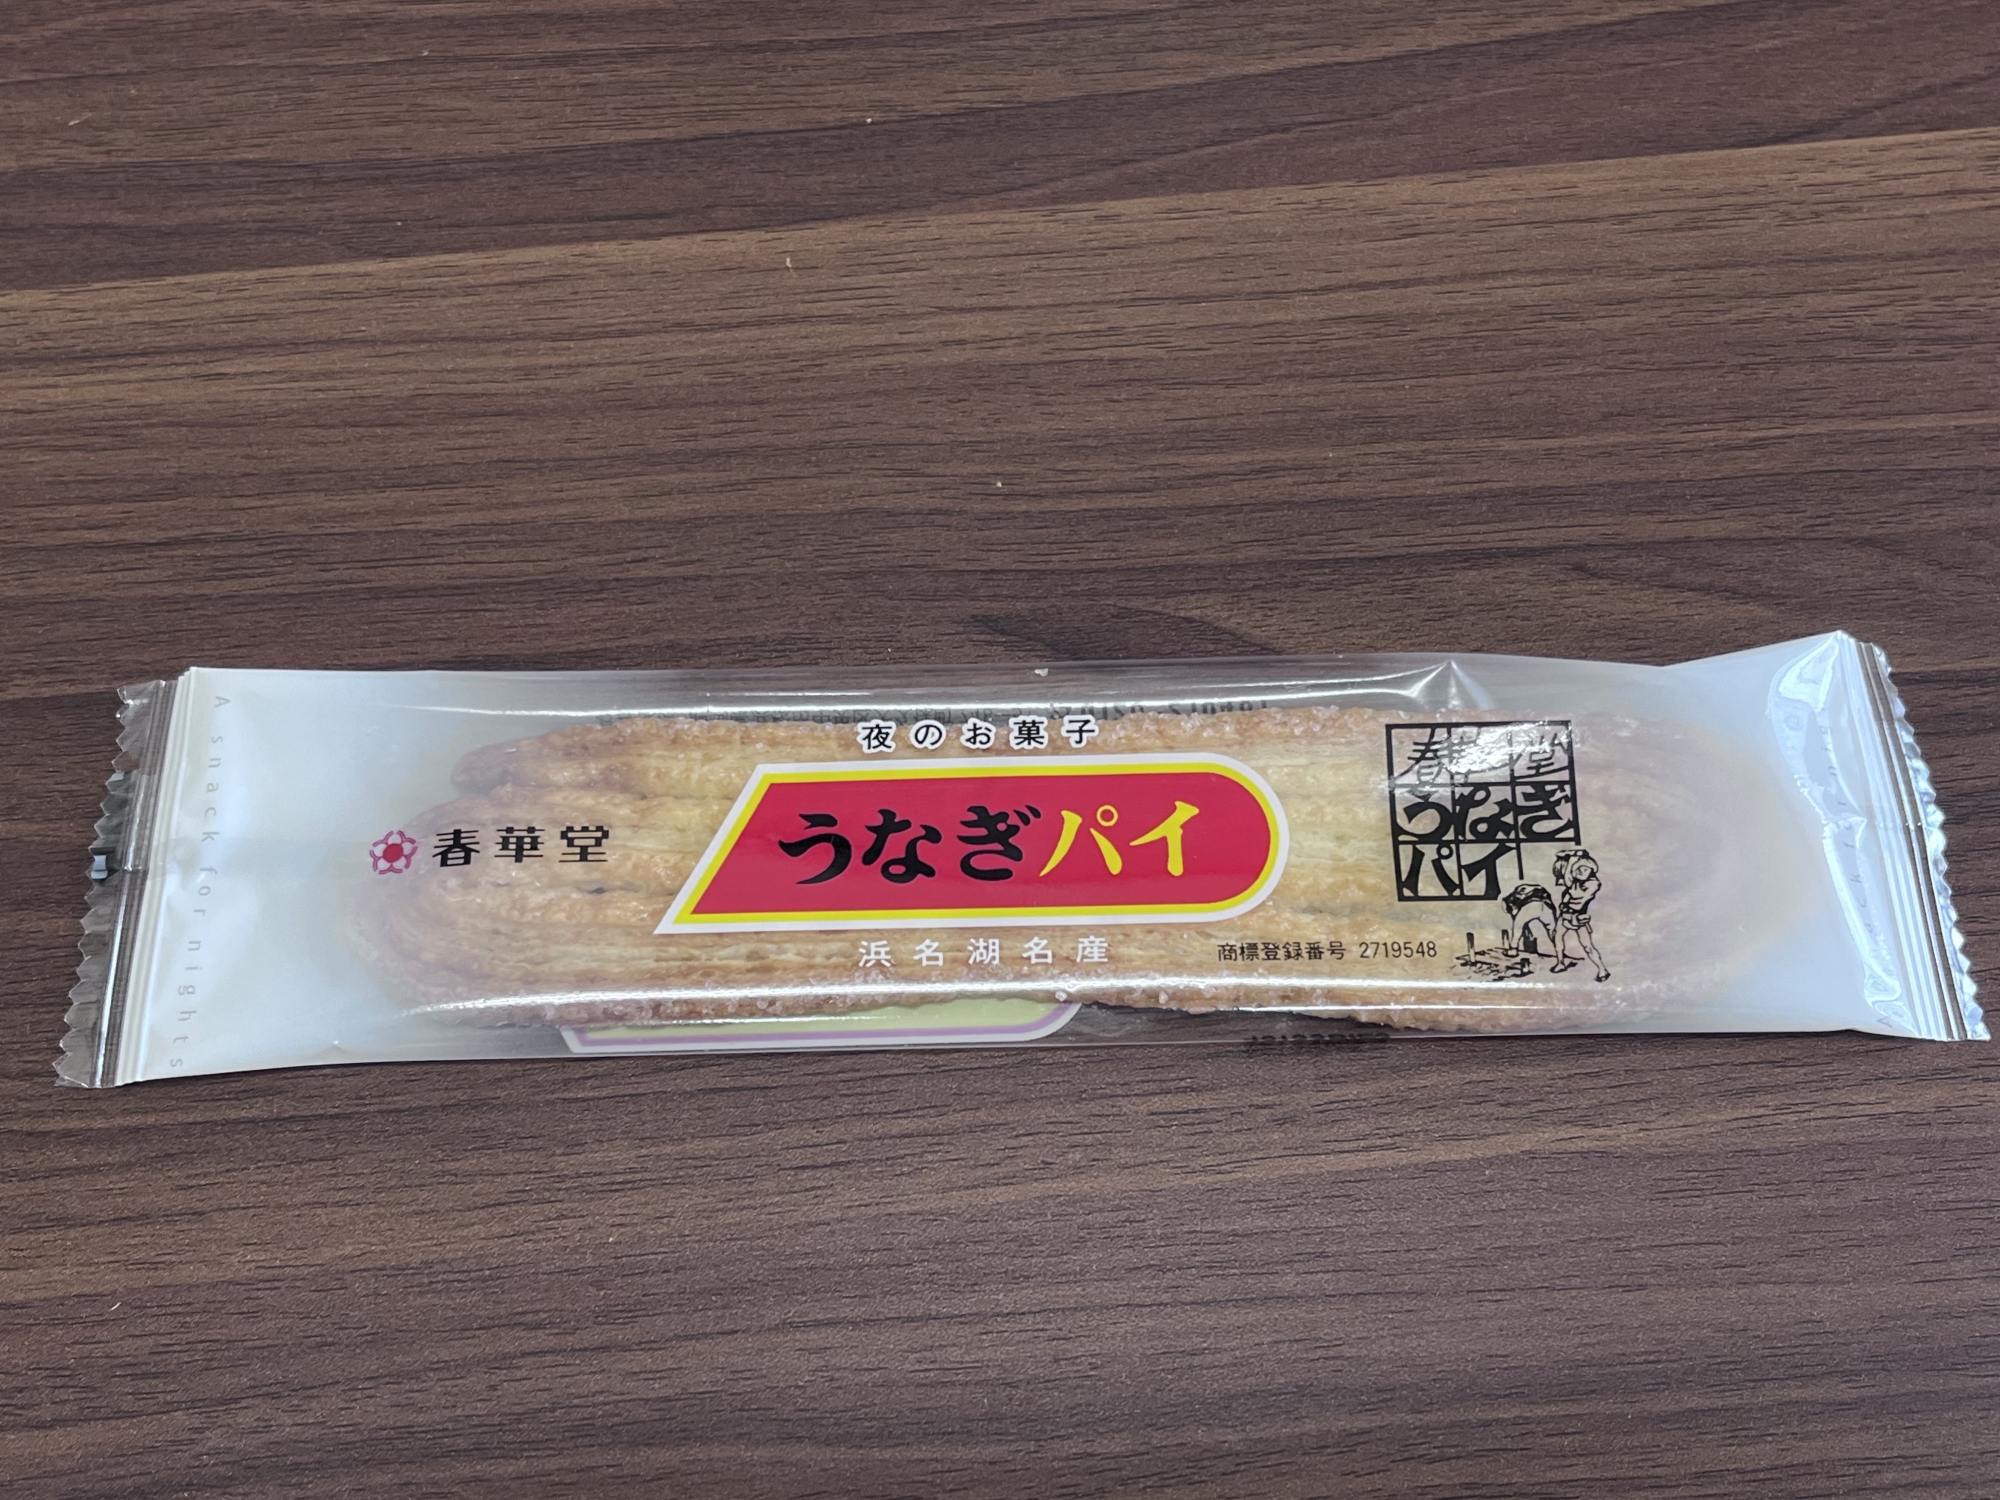 夜のお菓子
春華堂
うなぎパイ
浜名湖名産
商標登録番号 2719548
春華堂
うなぎ
パイ
A snack for nights